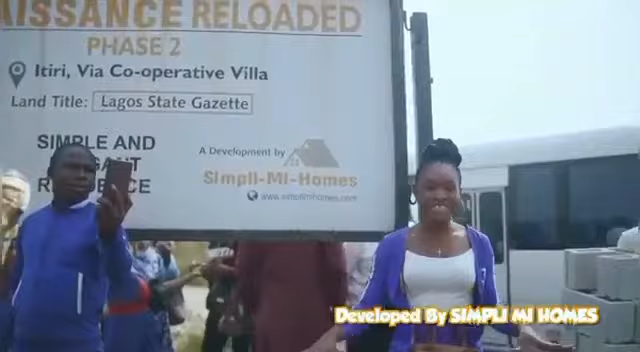 AISSANCE RELOADED
PHASE 2
Itiri, Via Co-operative Villa
Land Title: Lagos State Gazette
SIMPLE AND
A Development by
Simpli-Mi-Homes
www.simplimihomes.com
Developed By SIMPLI MI HOMES